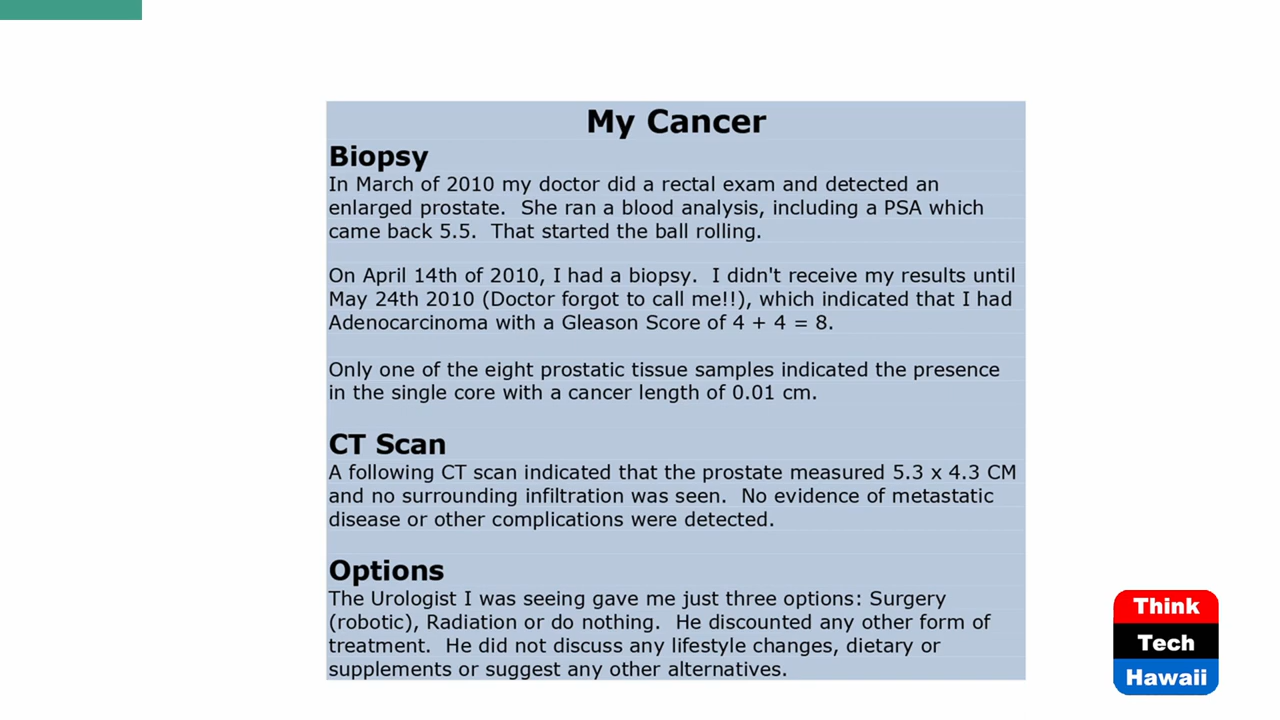 My Cancer
Biopsy
In March of 2010 my doctor did a rectal exam and detected an
enlarged prostate.  She ran a blood analysis, including a PSA which
came back 5.5.  That started the ball rolling.
On April 14th of 2010, I had a biopsy.  I didn't receive my results until
May 24th 2010 (Doctor forgot to call me!!), which indicated that I had
Adenocarcinoma with a Gleason Score of 4 + 4 = 8.
Only one of the eight prostatic tissue samples indicated the presence
in the single core with a cancer length of 0.01 cm.
CT Scan
A following CT scan indicated that the prostate measured 5.3 x 4.3 CM
and no surrounding infiltration was seen.  No evidence of metastatic
disease or other complications were detected.
Options
The Urologist I was seeing gave me just three options: Surgery
(robotic), Radiation or do nothing.  He discounted any other form of
treatment.  He did not discuss any lifestyle changes, dietary or
supplements or suggest any other alternatives.
Think
Tech
Hawaii